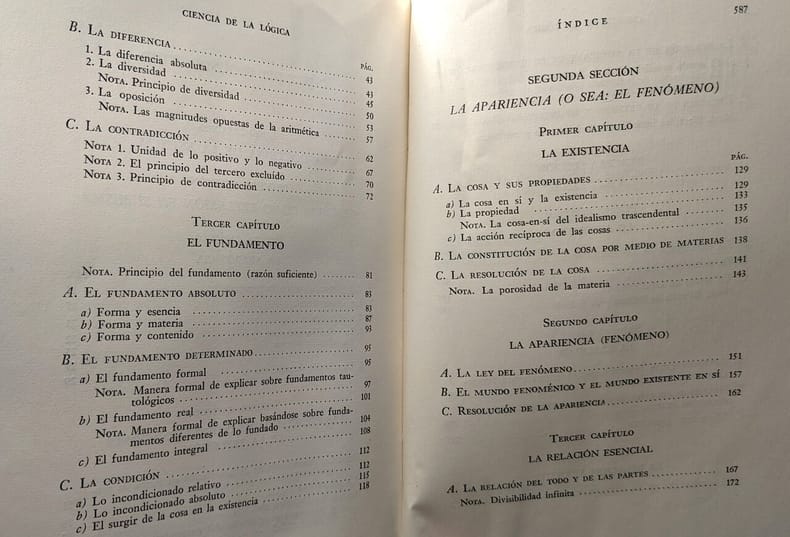 CIENCIA DE LA LÓGICA
B. La diferencia 43
PÁG.
1. La diferencia absoluta 43
2. La diversidad 45
Nota. Principio de diversidad 50
3. La oposición 53
Nota. Las magnitudes opuestas de la aritmética 57
C. La contradicción 62
Nota 1. Unidad de lo positivo y lo negativo 67
Nota 2. El principio del tercero excluído 70
Nota 3. Principio de contradicción 72
Tercer capítulo
EL FUNDAMENTO
Nota. Principio del fundamento (razón suficiente) 81
A. El fundamento absoluto 83
a) Forma y esencia 83
b) Forma y materia 87
c) Forma y contenido 93
B. El fundamento determinado 95
a) El fundamento formal 95
Nota. Manera formal de explicar sobre fundamentos tau-
tológicos 97
b) El fundamento real 101
Nota. Manera formal de explicar basándose sobre funda-
mentos diferentes de lo fundado 104
c) El fundamento integral 108
C. La condición 112
a) Lo incondicionado relativo 112
b) Lo incondicionado absoluto 115
c) El surgir de la cosa en la existencia 118
ÍNDICE 587
SEGUNDA SECCIÓN
LA APARIENCIA (O SEA: EL FENÓMENO)
Primer capítulo
LA EXISTENCIA
PÁG.
A. La cosa y sus propiedades 129
a) La cosa en sí y la existencia 129
b) La propiedad 133
Nota. La cosa-en-sí del idealismo trascendental 135
c) La acción recíproca de las cosas 136
B. La constitución de la cosa por medio de materias 138
C. La resolución de la cosa 141
Nota. La porosidad de la materia 143
Segundo capítulo
LA APARIENCIA (FENÓMENO)
A. La ley del fenómeno 151
B. El mundo fenoménico y el mundo existente en sí 157
C. Resolución de la apariencia 162
Tercer capítulo
LA RELACIÓN ESENCIAL
A. La relación del todo y de las partes 167
Nota. Divisibilidad infinita 172